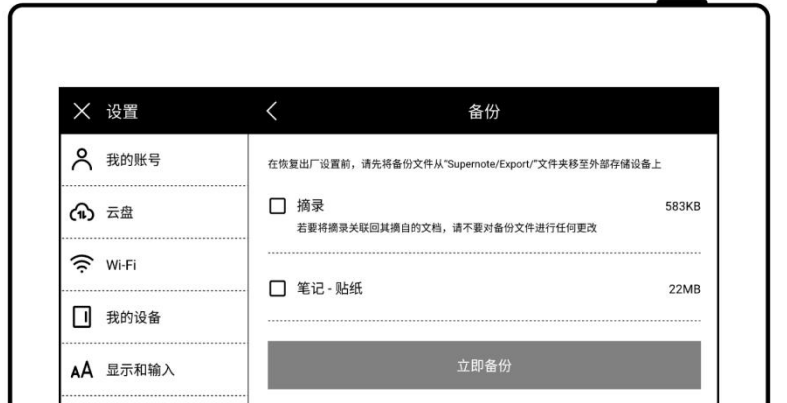 设置
备份
我的账号
云盘
Wi-Fi
我的设备
显示和输入
在恢复出厂设置前，请先将备份文件从"Supernote/Export/"文件夹移至外部存储设备上
摘录
583KB
若要将摘录关联回其摘自的文档，请不要对备份文件进行任何更改
笔记 - 贴纸
22MB
立即备份